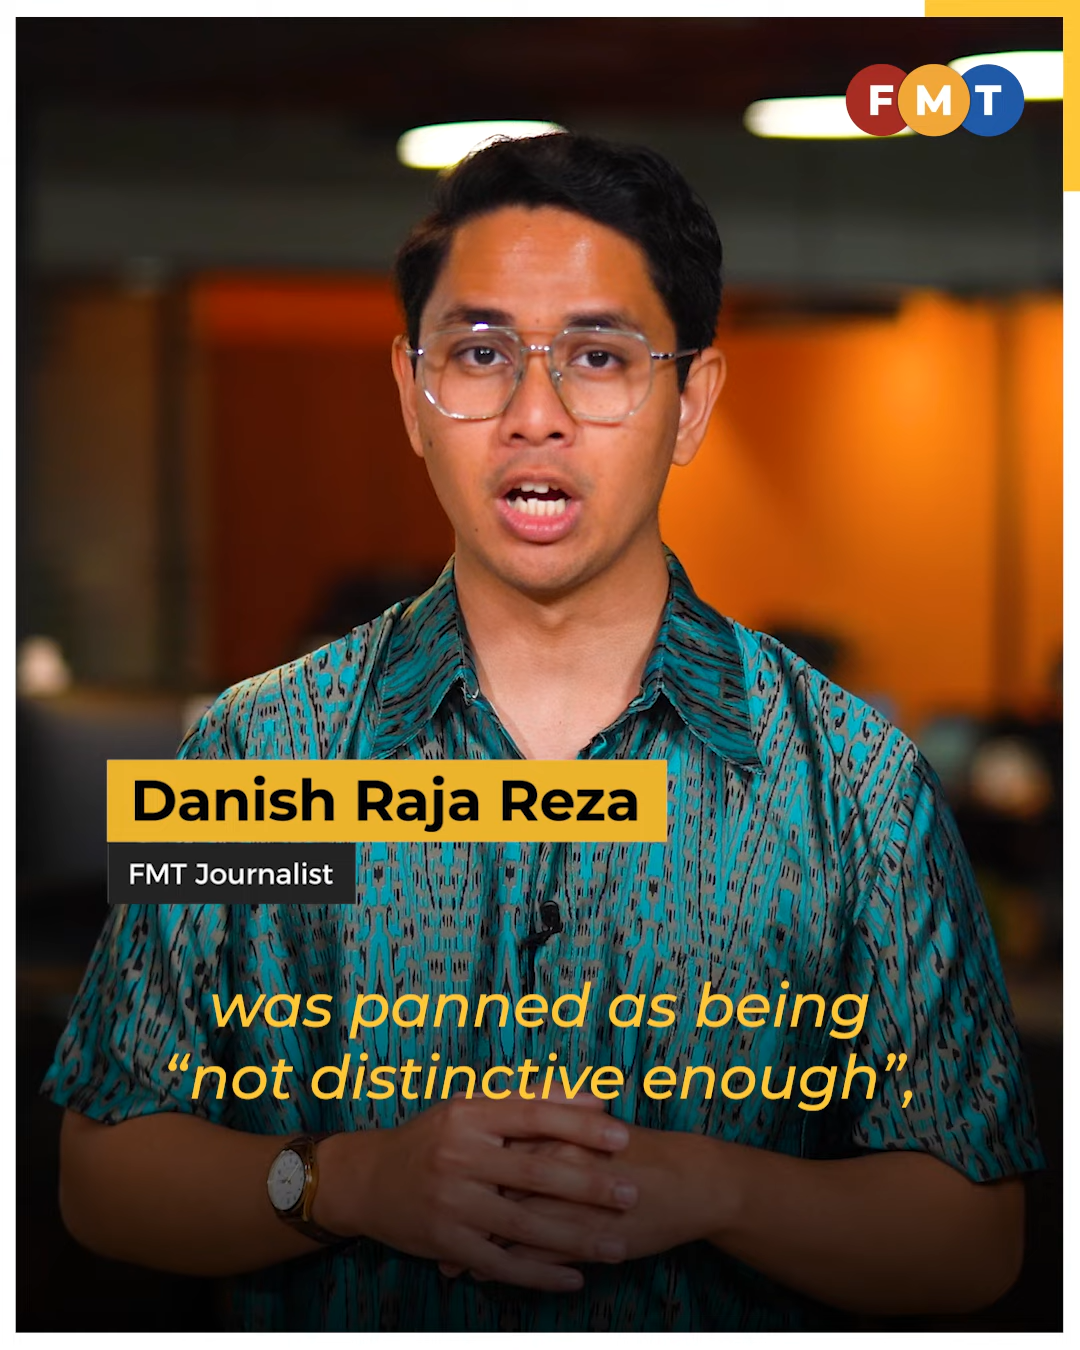 FMT
Danish Raja Reza
FMT Journalist
was panned as being
“not distinctive enough”,